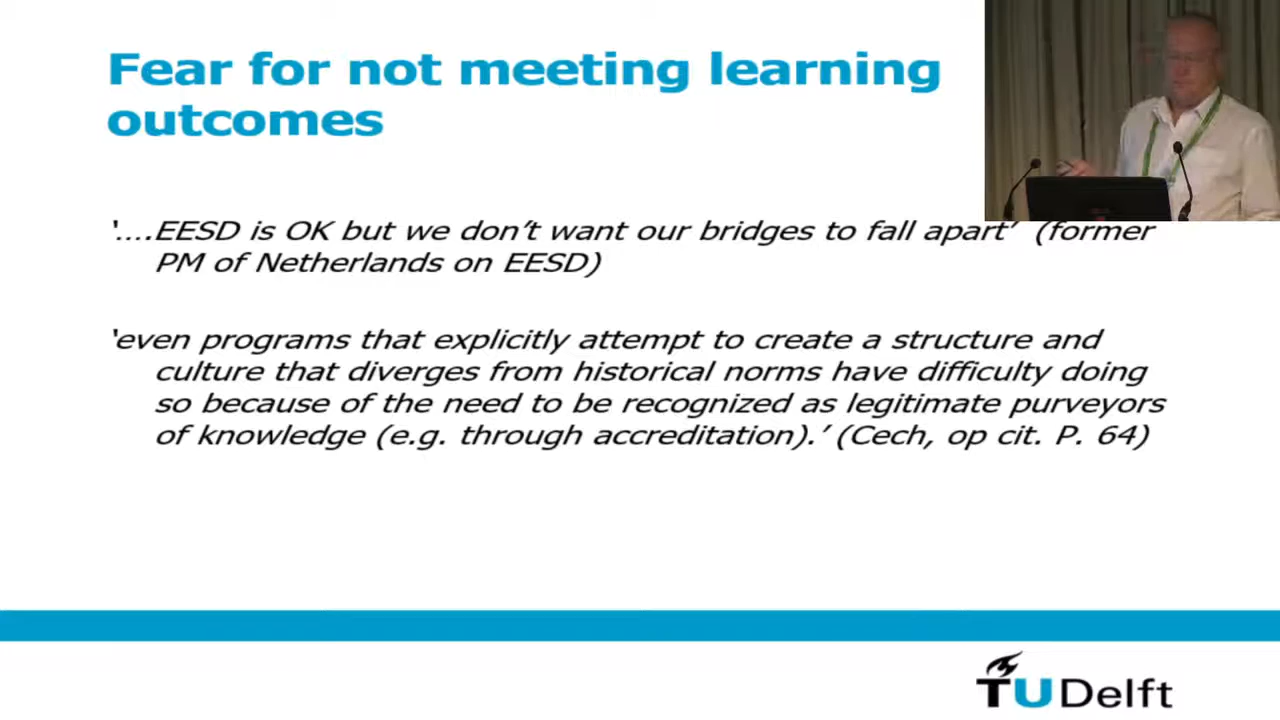 Fear for not meeting learning
outcomes
‘....EESD is OK but we don’t want our bridges to fall apart’ (former
PM of Netherlands on EESD)
‘even programs that explicitly attempt to create a structure and
culture that diverges from historical norms have difficulty doing
so because of the need to be recognized as legitimate purveyors
of knowledge (e.g. through accreditation).’ (Cech, op cit. P. 64)
TUDelft